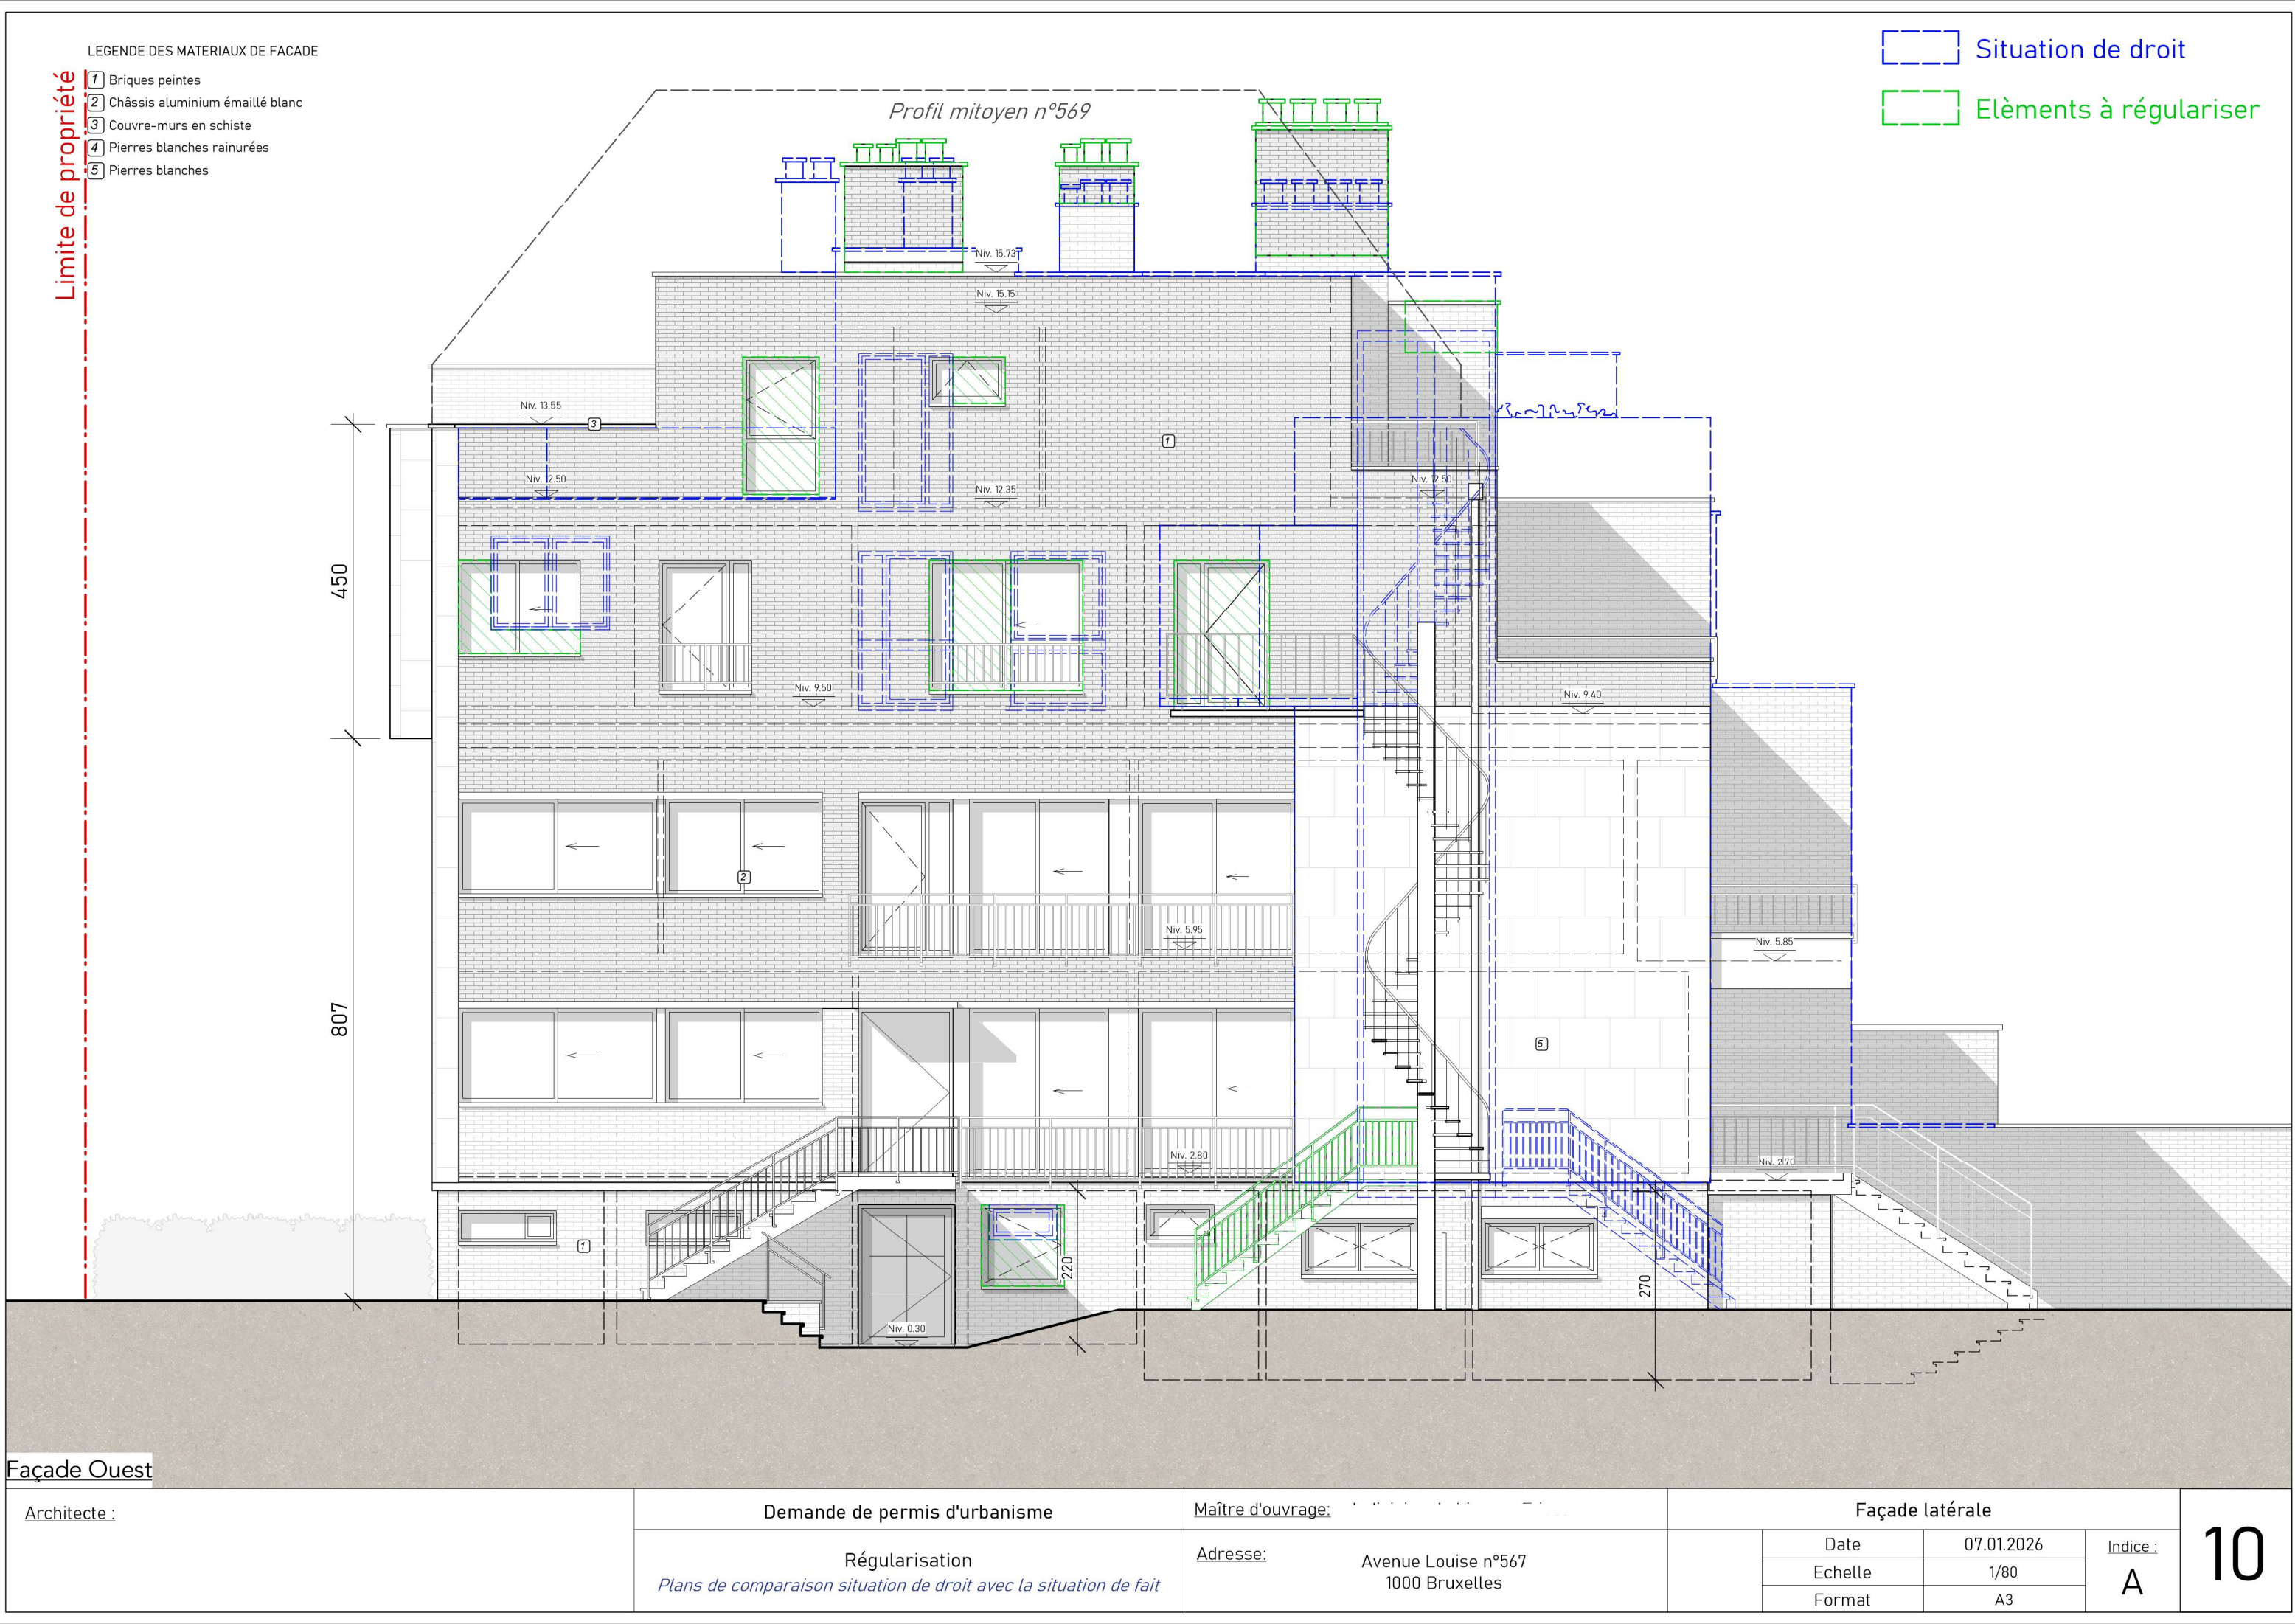 LEGENDE DES MATERIAUX DE FACADE
1 Briques peintes
2 Châssis aluminium émaillé blanc
3 Couvre-murs en schiste
4 Pierres blanches rainurées
5 Pierres blanches
Limite de propriété
Situation de droit
Elèments à régulariser
Profil mitoyen n°569
Niv. 15.73
Niv. 15.15
Niv. 13.55
3
1
Niv. 12.50
Niv. 12.35
Niv. 12.50
450
Niv. 9.50
Niv. 9.40
2
Niv. 5.95
Niv. 5.85
807
5
Niv. 2.80
Niv. 2.70
1
220
270
Niv. 0.30
Façade Ouest
Architecte :
Demande de permis d'urbanisme
Régularisation
Plans de comparaison situation de droit avec la situation de fait
Maître d'ouvrage:
Adresse:
Avenue Louise n°567
1000 Bruxelles
Façade latérale
Date 07.01.2026
Echelle 1/80
Format A3
Indice :
A
10